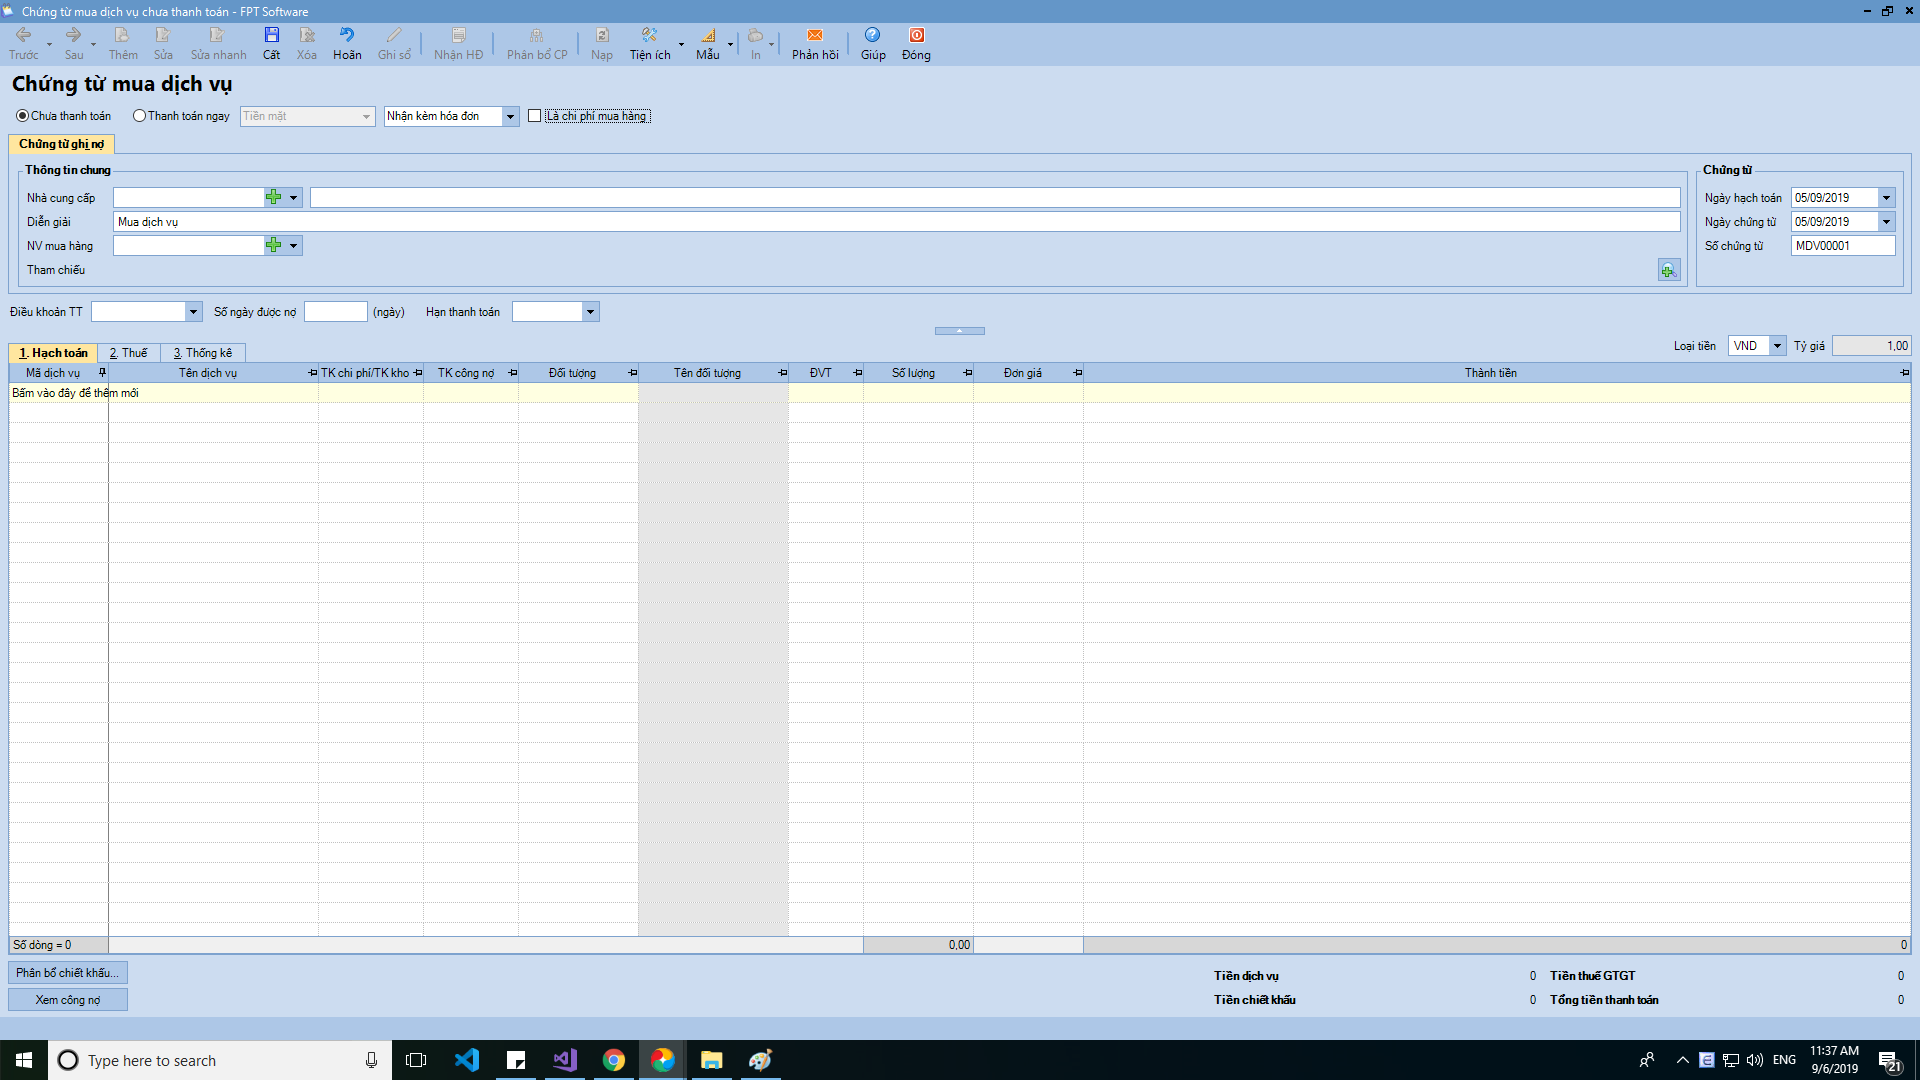 Chứng từ mua dịch vụ chưa thanh toán - FPT Software
Trước Sau Thêm Sửa Sửa nhanh Cất Xóa Hoãn Ghi sổ Nhận HĐ Phân bổ CP Nạp Tiện ích Mẫu In Phản hồi Giúp Đóng
Chứng từ mua dịch vụ
Chưa thanh toán Thanh toán ngay Tiền mặt Nhận kèm hóa đơn Là chi phí mua hàng
Chứng từ ghi nợ
Thông tin chung
Nhà cung cấp
Diễn giải Mua dịch vụ
NV mua hàng
Tham chiếu
Chứng từ
Ngày hạch toán 05/09/2019
Ngày chứng từ 05/09/2019
Số chứng từ MDV00001
Điều khoản TT Số ngày được nợ (ngày) Hạn thanh toán
Loại tiền VND Tỷ giá 1,00
1. Hạch toán 2. Thuế 3. Thống kê
Mã dịch vụ Tên dịch vụ TK chi phí/TK kho TK công nợ Đối tượng Tên đối tượng ĐVT Số lượng Đơn giá Thành tiền
Bấm vào đây để thêm mới
Số dòng = 0 0,00 0
Phân bổ chiết khấu...
Xem công nợ
Tiền dịch vụ 0 Tiền thuế GTGT 0
Tiền chiết khấu 0 Tổng tiền thanh toán 0
Type here to search
ENG
11:37 AM
9/6/2019
21